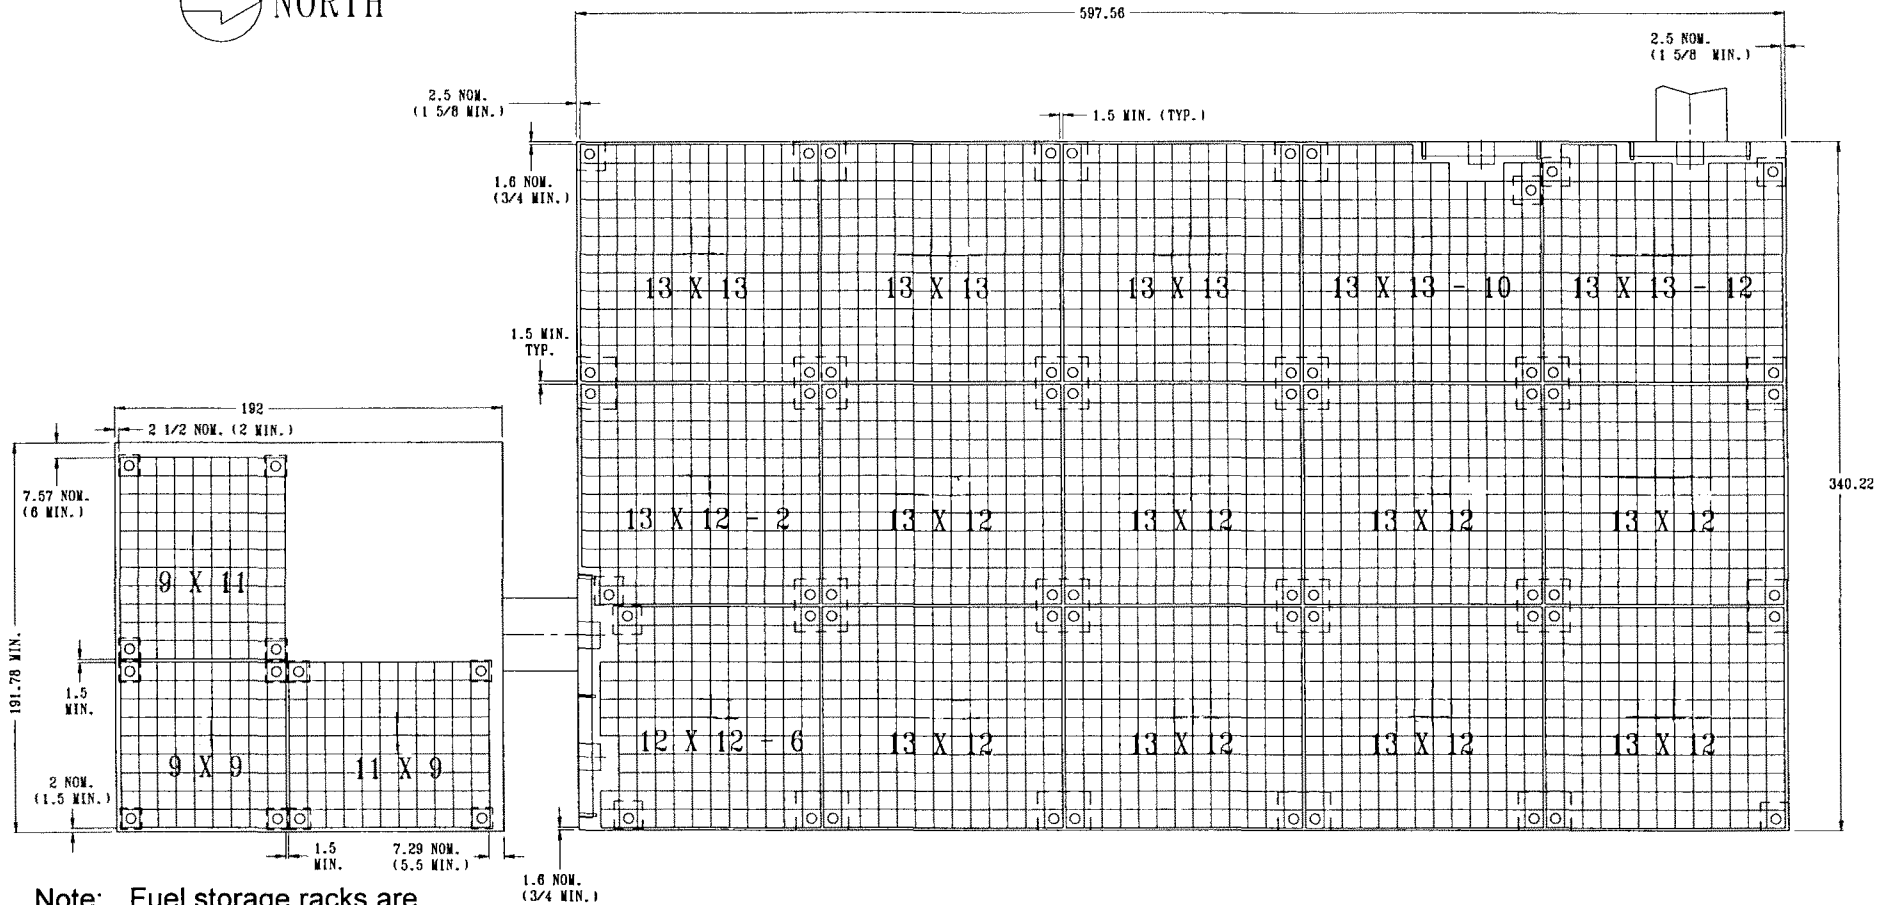 NORTH
597.56
2.5 NOM.
(1 5/8 MIN.)
2.5 NOM.
(1 5/8 MIN.)
1.5 MIN. (TYP.)
1.6 NOM.
(3/4 MIN.)
13 X 13
13 X 13
13 X 13
13 X 13 - 10
13 X 13 - 12
1.5 MIN.
TYP.
192
2 1/2 NOM. (2 MIN.)
7.57 NOM.
(6 MIN.)
340.22
13 X 12 - 2
13 X 12
13 X 12
13 X 12
13 X 12
9 X 11
191.78 MIN.
1.5
MIN.
12 X 12 - 6
13 X 12
13 X 12
13 X 12
13 X 12
9 X 9
11 X 9
2 NOM.
(1.5 MIN.)
1.5
MIN.
7.29 NOM.
(5.5 MIN.)
1.6 NOM.
(3/4 MIN.)
Note: Fuel storage racks are